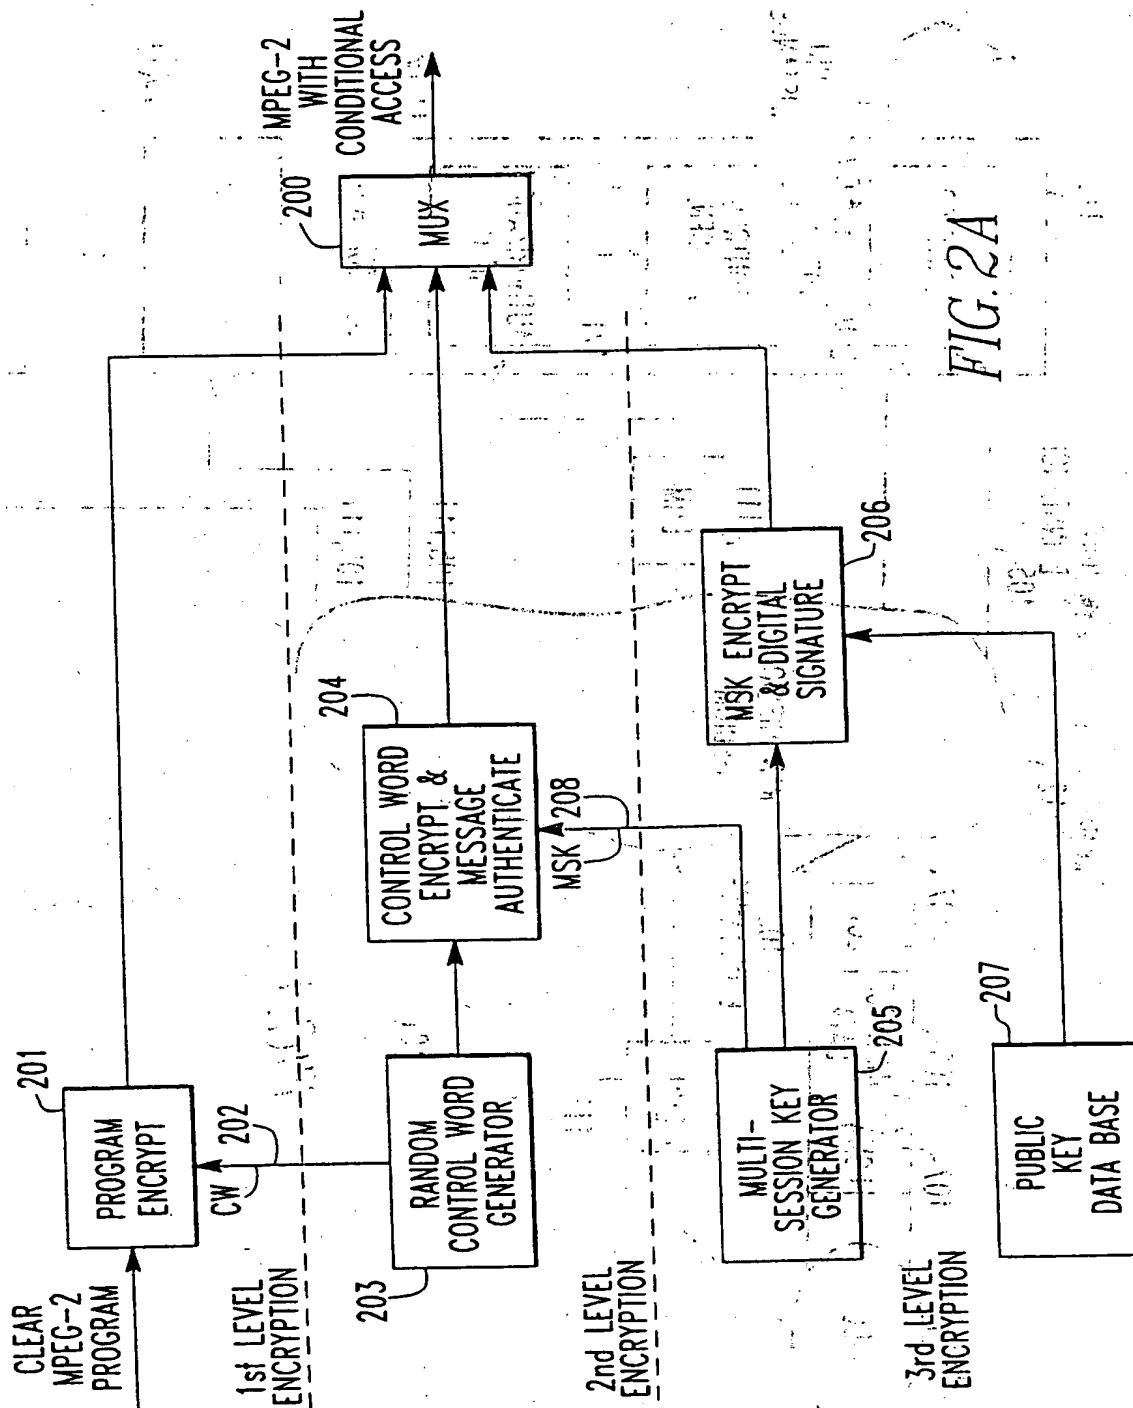 CLEAR
MPEG-2
PROGRAM
201
PROGRAM
ENCRYPT
CW
202
1st LEVEL
ENCRYPTION
203
RANDOM
CONTROL WORD
GENERATOR
204
CONTROL WORD
ENCRYPT &
MESSAGE
AUTHENTICATE
200
MUX
MPEG-2
WITH
CONDITIONAL
ACCESS
MSK
208
2nd LEVEL
ENCRYPTION
MULTI-
SESSION KEY
GENERATOR
205
MSK ENCRYPT
& DIGITAL
SIGNATURE
206
3rd LEVEL
ENCRYPTION
207
PUBLIC
KEY
DATA BASE
FIG. 2A